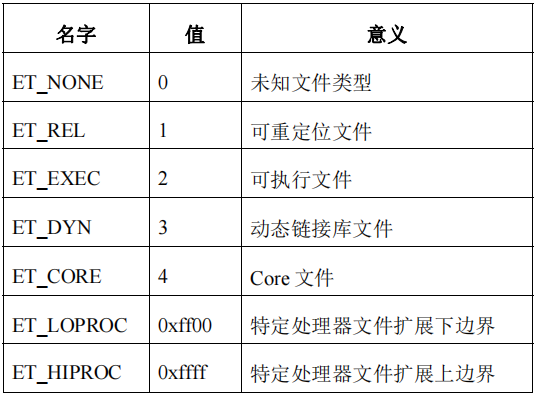 名字 值 意义
ET_NONE 0 未知文件类型
ET_REL 1 可重定位文件
ET_EXEC 2 可执行文件
ET_DYN 3 动态链接库文件
ET_CORE 4 Core 文件
ET_LOPROC 0xff00 特定处理器文件扩展下边界
ET_HIPROC 0xffff 特定处理器文件扩展上边界